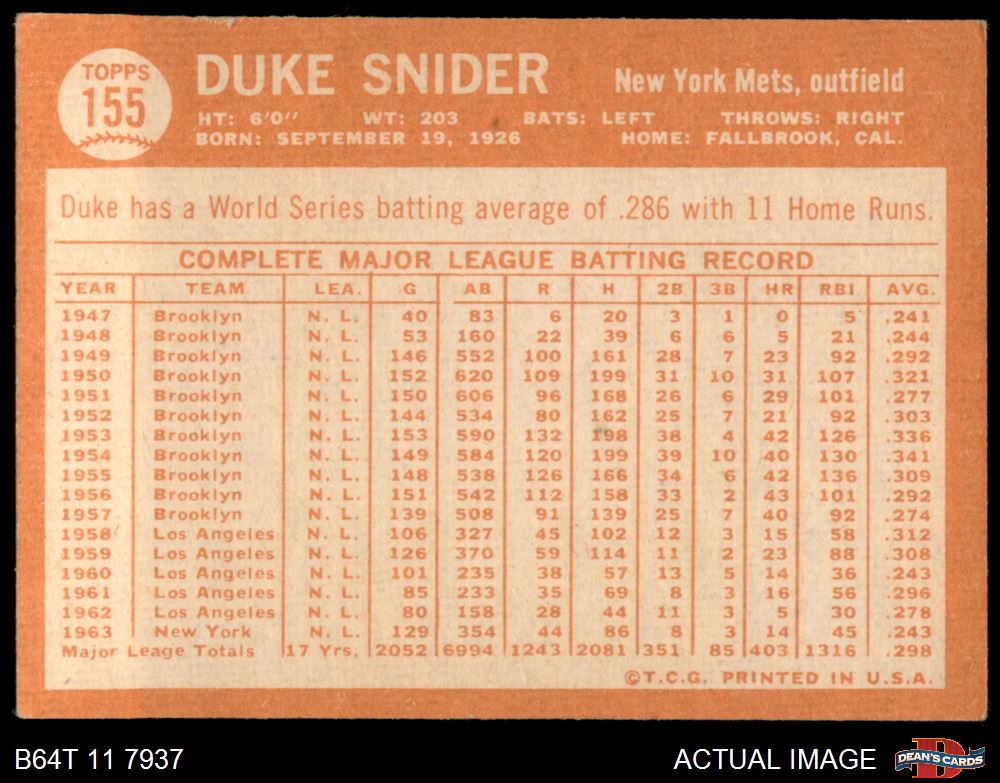 TOPPS
155
DUKE SNIDER New York Mets, outfield
HT: 6'0" WT: 203 BATS: LEFT THROWS: RIGHT
BORN: SEPTEMBER 19, 1926 HOME: FALLBROOK, CAL.
Duke has a World Series batting average of .286 with 11 Home Runs.
COMPLETE MAJOR LEAGUE BATTING RECORD
YEAR TEAM LEA. G AB R H 2B 3B HR RBI AVG.
1947 Brooklyn N. L. 40 83 6 20 3 1 0 5 .241
1948 Brooklyn N. L. 53 160 22 39 6 6 5 21 .244
1949 Brooklyn N. L. 146 552 100 161 28 7 23 92 .292
1950 Brooklyn N. L. 152 620 109 199 31 10 31 107 .321
1951 Brooklyn N. L. 150 606 96 168 26 6 29 101 .277
1952 Brooklyn N. L. 144 534 80 162 25 7 21 92 .303
1953 Brooklyn N. L. 153 590 132 198 38 4 42 126 .336
1954 Brooklyn N. L. 149 584 120 199 39 10 40 130 .341
1955 Brooklyn N. L. 148 538 126 166 34 6 42 136 .309
1956 Brooklyn N. L. 151 542 112 158 33 2 43 101 .292
1957 Brooklyn N. L. 139 508 91 139 25 7 40 92 .274
1958 Los Angeles N. L. 106 327 45 102 12 3 15 58 .312
1959 Los Angeles N. L. 126 370 59 114 11 2 23 88 .308
1960 Los Angeles N. L. 101 235 38 57 13 5 14 36 .243
1961 Los Angeles N. L. 85 233 35 69 8 3 16 56 .296
1962 Los Angeles N. L. 80 158 28 44 11 3 5 30 .278
1963 New York N. L. 129 354 44 86 8 3 14 45 .243
Major Leage Totals 17 Yrs. 2052 6994 1243 2081 351 85 403 1316 .298
©T.C.G. PRINTED IN U.S.A.
B64T 11 7937 ACTUAL IMAGE D DEAN'S CARDS